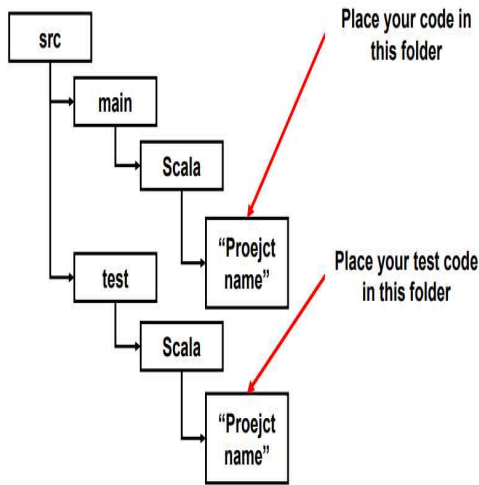 src
main
Scala
"Proejct
name"
test
Scala
"Proejct
name"
Place your code in
this folder
Place your test code
in this folder